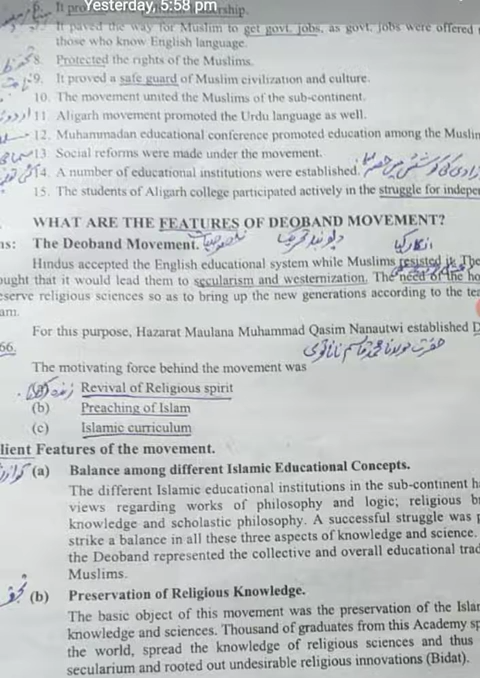 Yesterday, 5:58 pm
It paved the way for Muslim to get govt. jobs, as govt. jobs were offered
those who know English language.
8. Protected the rights of the Muslims.
9. It proved a safe guard of Muslim civilization and culture.
10. The movement united the Muslims of the sub-continent.
11 Aligarh movement promoted the Urdu language as well.
12. Muhammadan educational conference promoted education among the
13 Social reforms were made under the movement.
A number of educational institutions were established.
15. The students of Aligarh college participated actively in the struggle for
WHAT ARE THE FEATURES OF DEOBAND MOVEMENT?
The Deoband Movement. دیوبند تحریک انکار کیا
Hindus accepted the English educational system while Muslims resisted it.
ought that it would lead them to secularism and westernization. The need of the
eserve religious sciences so as to bring up the new generations according to the
am.
For this purpose, Hazarat Maulana Muhammad Qasim Nanautwi established
66. حضرت مولانا محمد قاسم نانوتوی
The motivating force behind the movement was
(a) زندہ Revival of Religious spirit
(b) Preaching of Islam
(c) Islamic curriculum
lient Features of the movement.
(a) Balance among different Islamic Educational Concepts.
The different Islamic educational institutions in the sub-continent
views regarding works of philosophy and logic; religious
knowledge and scholastic philosophy. A successful struggle was
strike a balance in all these three aspects of knowledge and science.
the Deoband represented the collective and overall educational
Muslims.
(b) Preservation of Religious Knowledge.
The basic object of this movement was the preservation of the
knowledge and sciences. Thousand of graduates from this Academy
the world, spread the knowledge of religious sciences and thus
secularium and rooted out undesirable religious innovations (Bidat).